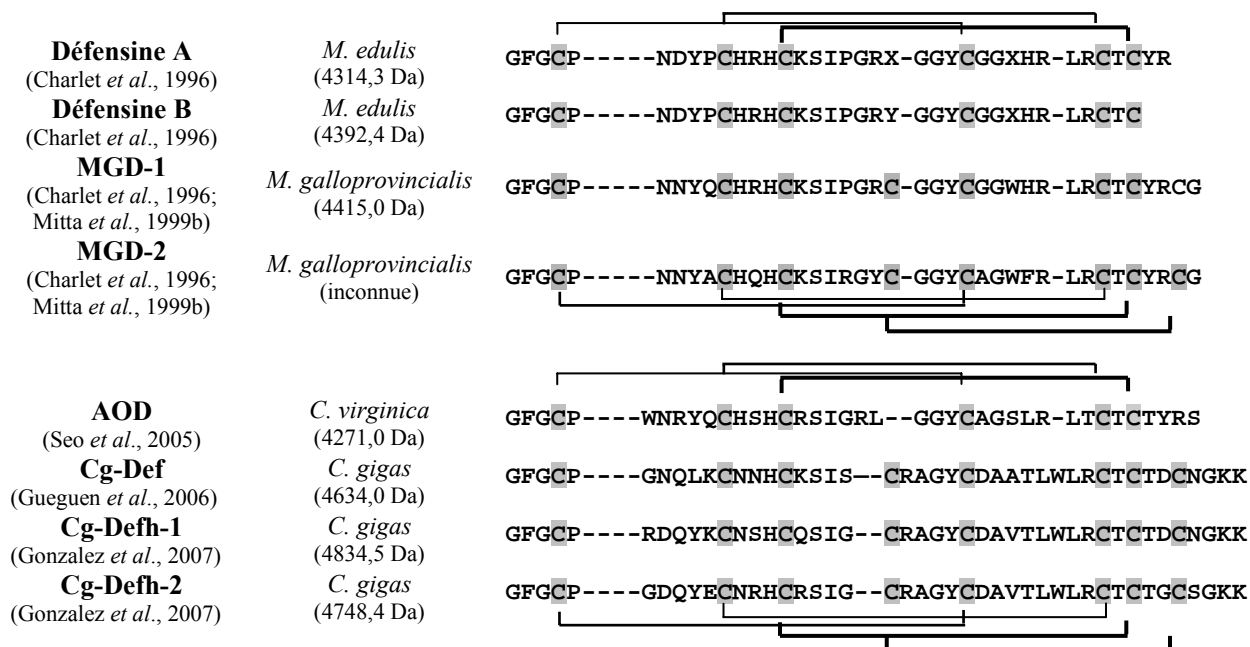 Défensine A M. edulis GFGCP-----NDYPCHRHCKSIPGRX-GGYCGGXHR-LRCTCYR
(Charlet et al., 1996) (4314,3 Da)
Défensine B M. edulis GFGCP-----NDYPCHRHCKSIPGRY-GGYCGGXHR-LRCTC
(Charlet et al., 1996) (4392,4 Da)
MGD-1
(Charlet et al., 1996; M. galloprovincialis GFGCP-----NNYQCHRHCKSIPGRC-GGYCGGWHR-LRCTCYRCG
Mitta et al., 1999b) (4415,0 Da)
MGD-2
(Charlet et al., 1996; M. galloprovincialis GFGCP-----NNYACHQHCKSIRGYC-GGYCAGWFR-LRCTCYRCG
Mitta et al., 1999b) (inconnue)
AOD C. virginica GFGCP----WNRYQCHSHCRSIGRL--GGYCAGSLR-LTCTCTYRS
(Seo et al., 2005) (4271,0 Da)
Cg-Def C. gigas GFGCP----GNQLKCNNHCKSIS—-CRAGYCDAATLWLRCTCTDCNGKK
(Gueguen et al., 2006) (4634,0 Da)
Cg-Defh-1 C. gigas GFGCP----RDQYKCNSHCQSIG--CRAGYCDAVTLWLRCTCTDCNGKK
(Gonzalez et al., 2007) (4834,5 Da)
Cg-Defh-2 C. gigas GFGCP----GDQYECNRHCRSIG--CRAGYCDAVTLWLRCTCTGCSGKK
(Gonzalez et al., 2007) (4748,4 Da)